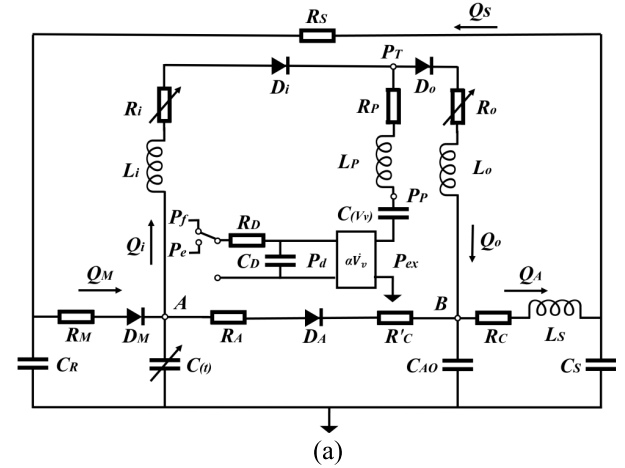 R_S Q_S
P_T
D_i D_o
R_i R_P R_o
L_i L_P L_o
P_P
C_(Vv)
P_f R_D
P_e
Q_i C_D P_d αV̇_v P_ex Q_o
Q_M A B Q_A
R_M D_M R_A D_A R'_C R_C L_S
C_R C_(t) C_AO C_S
(a)